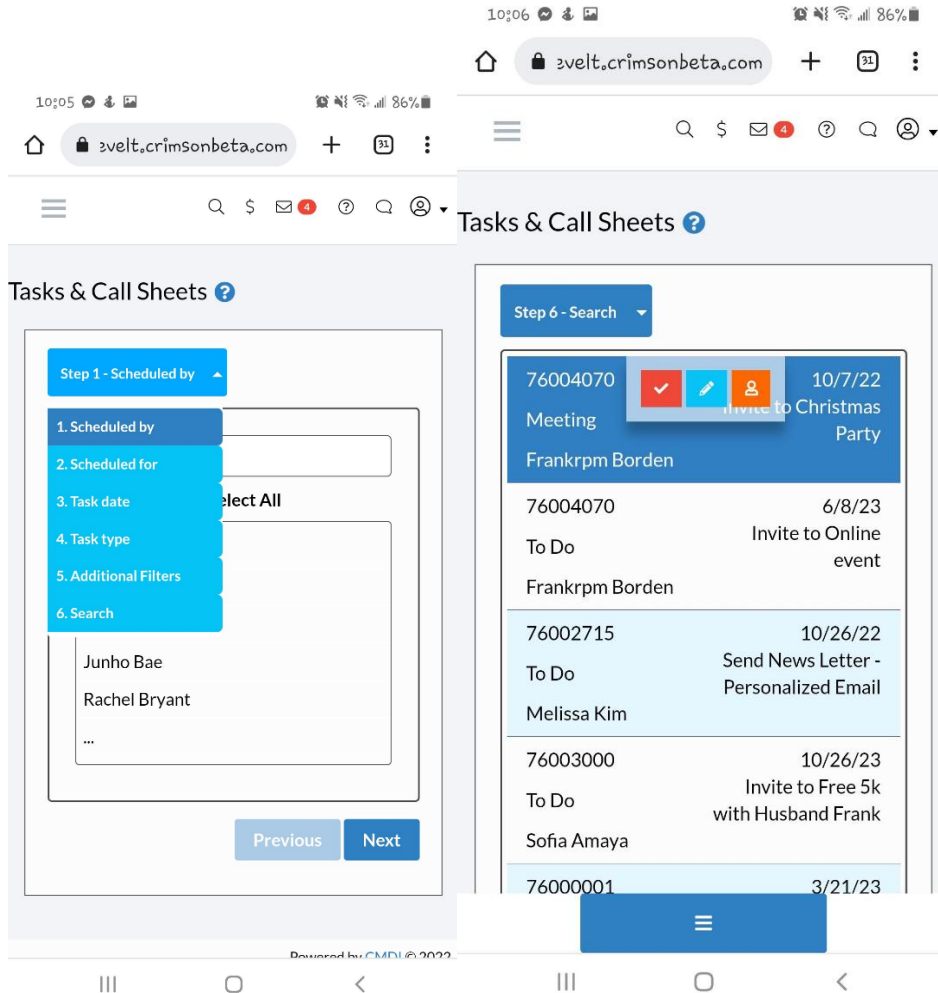 10:05
86%
evelt.crimsonbeta.com
31
$
4
?
Tasks & Call Sheets ?
Step 1 - Scheduled by
1. Scheduled by
2. Scheduled for
3. Task date
4. Task type
5. Additional Filters
6. Search
elect All
Junho Bae
Rachel Bryant
...
Previous
Next
Powered by CMDI © 2022
10:06
86%
evelt.crimsonbeta.com
31
$
4
?
Tasks & Call Sheets ?
Step 6 - Search
76004070
10/7/22
Meeting
Invite to Christmas
Party
Frankrpm Borden
76004070
6/8/23
To Do
Invite to Online
event
Frankrpm Borden
76002715
10/26/22
To Do
Send News Letter -
Personalized Email
Melissa Kim
76003000
10/26/23
To Do
Invite to Free 5k
with Husband Frank
Sofia Amaya
76000001
3/21/23